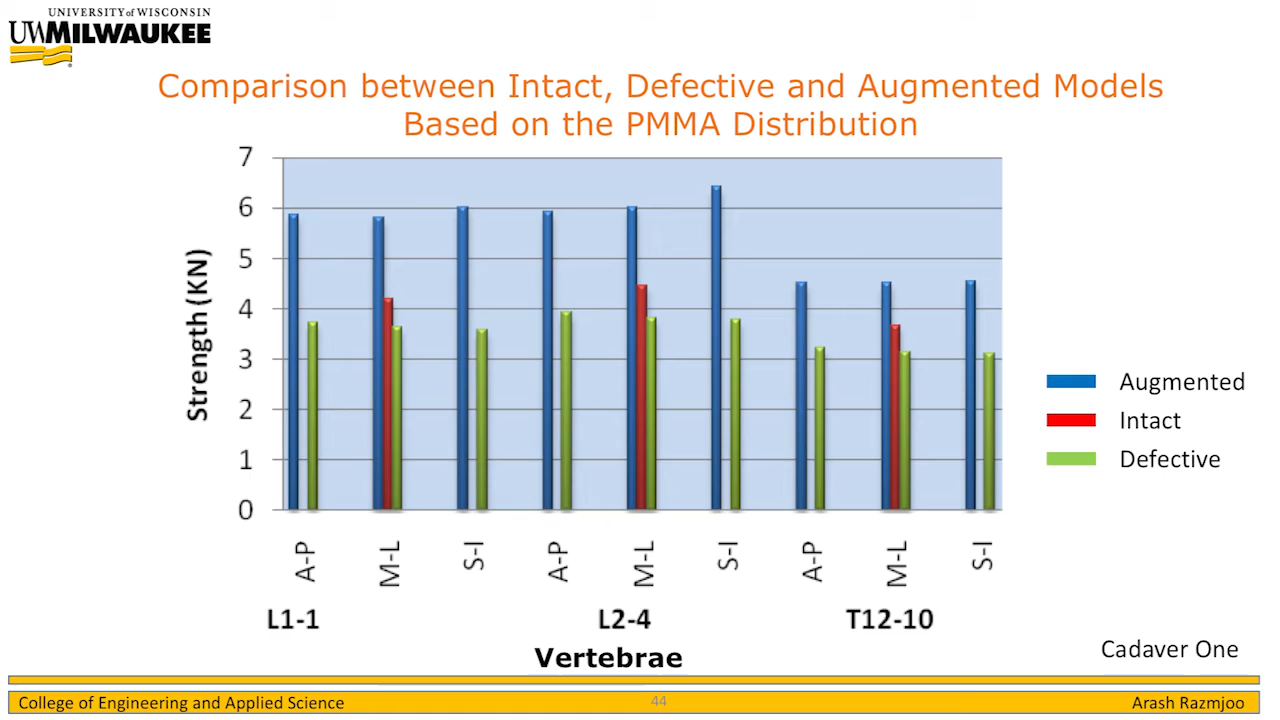 UNIVERSITY of WISCONSIN
UWMILWAUKEE
Comparison between Intact, Defective and Augmented Models
Based on the PMMA Distribution
7
6
5
4
3
2
1
0
Strength (KN)
A-P
M-L
S-I
A-P
M-L
S-I
A-P
M-L
S-I
L1-1
L2-4
T12-10
Vertebrae
Augmented
Intact
Defective
Cadaver One
College of Engineering and Applied Science
44
Arash Razmjoo